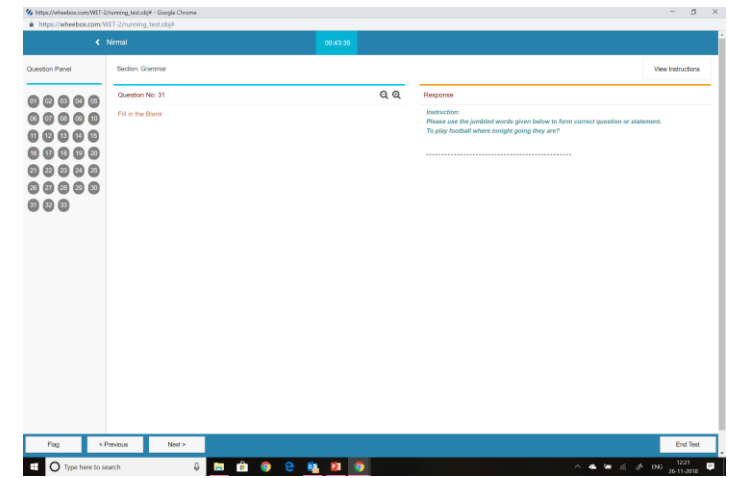 https://wheebox.com/WET-2/running_test.obj# - Google Chrome
https://wheebox.com/WET-2/running_test.obj#
Nirmal
00:43:35
Question Panel
Section: Grammar
View Instructions
01 02 03 04 05
06 07 08 09 10
11 12 13 14 15
16 17 18 19 20
21 22 23 24 25
26 27 28 29 30
31 32 33
Question No: 31
Fill in the Blank
Response
Instruction:
Please use the jumbled words given below to form correct question or statement.
To play football where tonight going they are?
Flag
< Previous
Next >
End Test
Type here to search
ENG
12:21
26-11-2018